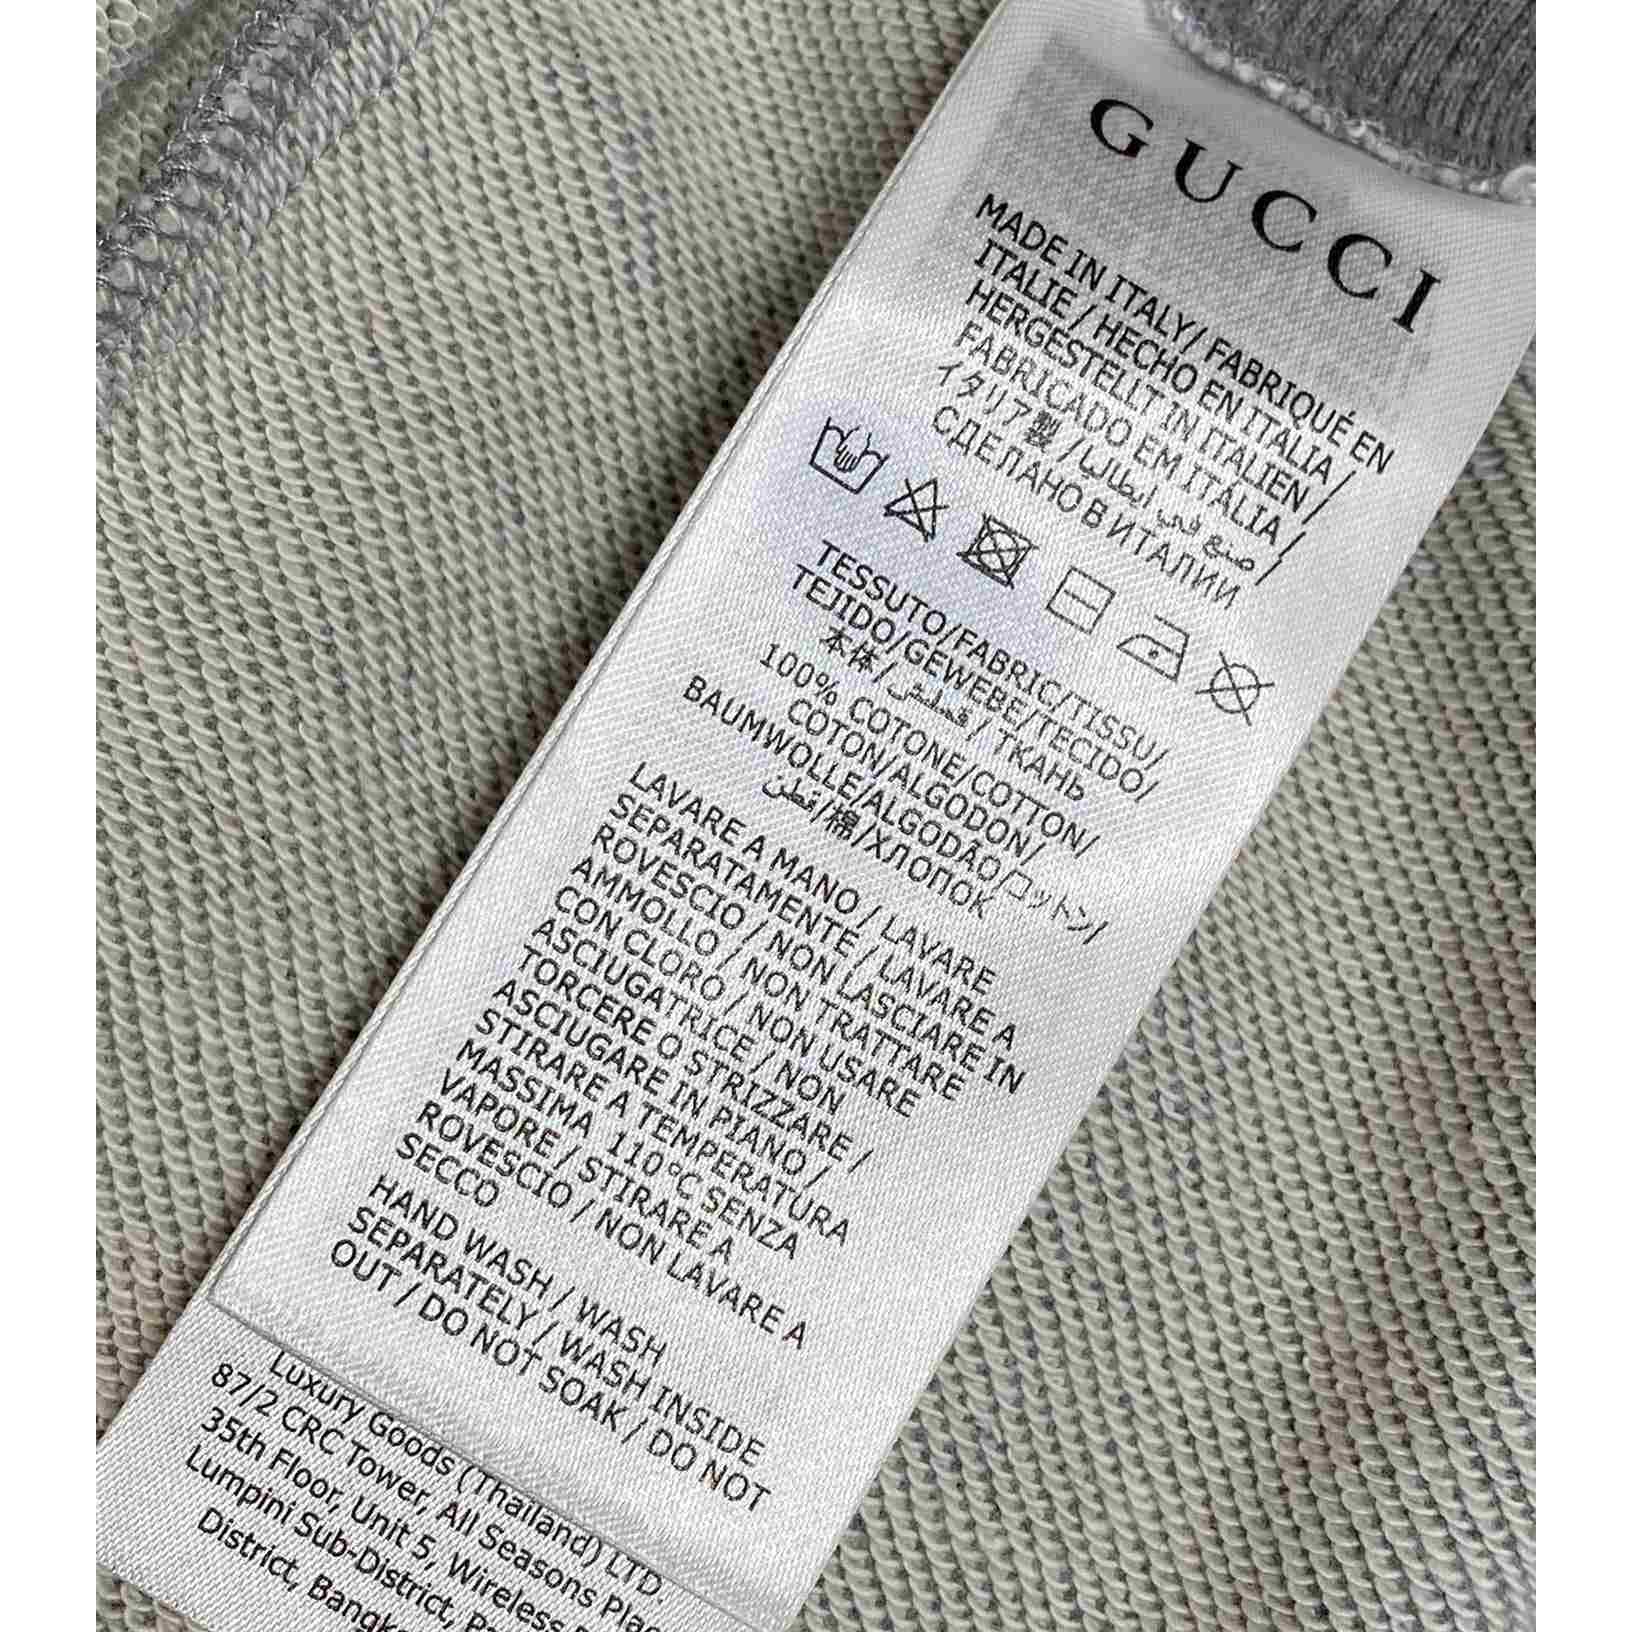 GUCCI
MADE IN ITALY/ FABRIQUÉ EN
ITALIE / HECHO EN ITALIA /
HERGESTELLT IN ITALIEN /
FABRICADO EM ITÁLIA /
イタリア製 / صنع في ايطاليا /
СДЕЛАНО В ИТАЛИИ
TESSUTO/FABRIC/TISSU/
TEJIDO/GEWEBE/TECIDO/
本体/قماش/ ТКАНЬ
100% COTONE/COTTON/
COTON/ALGODON/
BAUMWOLLE/ALGODÃO/コットン/
قطن/棉/ХЛОПОК
LAVARE A MANO / LAVARE
SEPARATAMENTE / LAVARE A
ROVESCIO / NON LASCIARE IN
AMMOLLO / NON TRATTARE
CON CLORO / NON USARE
ASCIUGATRICE / NON
TORCERE O STRIZZARE /
ASCIUGARE IN PIANO /
STIRARE A TEMPERATURA
MASSIMA 110°C SENZA
VAPORE / STIRARE A
ROVESCIO / NON LAVARE A
SECCO
HAND WASH / WASH
SEPARATELY / WASH INSIDE
OUT / DO NOT SOAK / DO NOT
Luxury Goods (Thailand) LTD.
87/2 CRC Tower, All Seasons
35th Floor, Unit 5, Wireless
Lumpini Sub-District,
District,